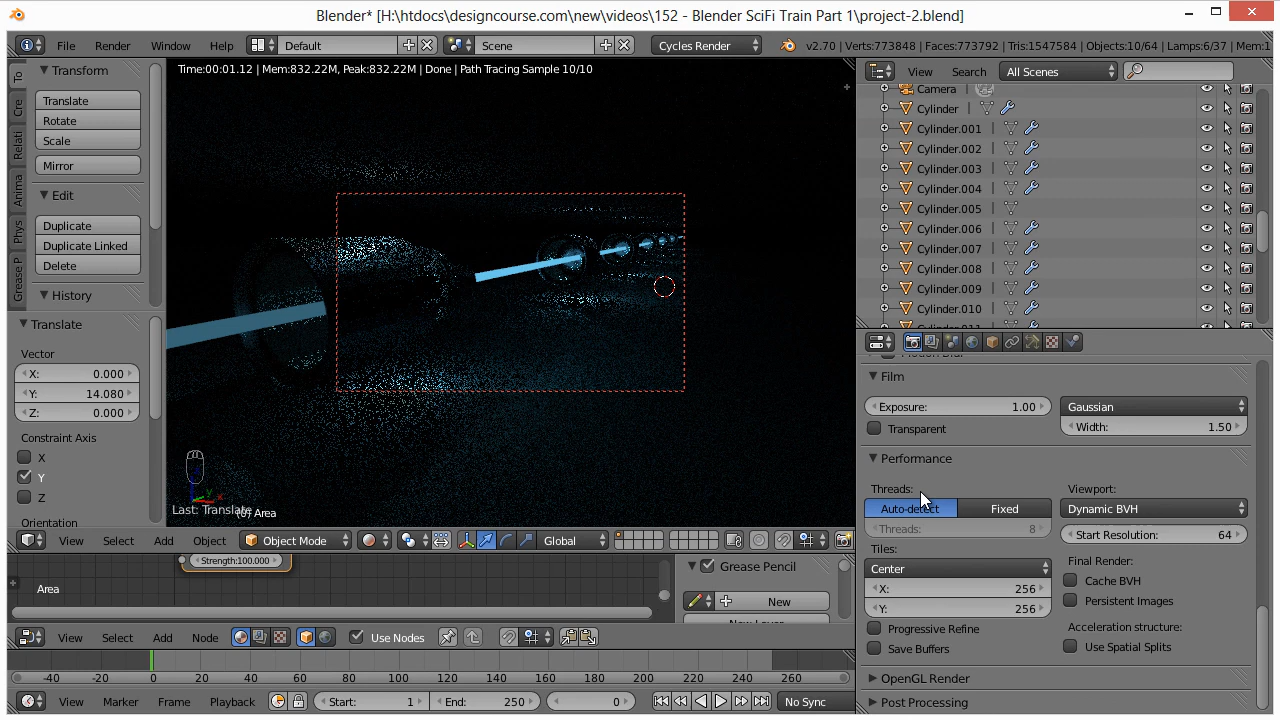 Blender* [H:\htdocs\designcourse.com\new\videos\152 - Blender SciFi Train Part 1\project-2.blend]
File Render Window Help Default Scene Cycles Render v2.70 | Verts:773848 | Faces:773792 | Tris:1547584 | Objects:10/64 | Lamps:6/37 | Mem:1
Time:00:01.12 | Mem:832.22M, Peak:832.22M | Done | Path Tracing Sample 10/10
View Search All Scenes
To
Cre
Relati
Anima
Phys
Grease P
Transform
Translate
Rotate
Scale
Mirror
Edit
Duplicate
Duplicate Linked
Delete
History
Translate
Vector
X: 0.000
Y: 14.080
Z: 0.000
Constraint Axis
X
Y
Z
Orientation
Last: Translate
(0) Area
Camera
Cylinder
Cylinder.001
Cylinder.002
Cylinder.003
Cylinder.004
Cylinder.005
Cylinder.006
Cylinder.007
Cylinder.008
Cylinder.009
Cylinder.010
Film
Exposure: 1.00 Gaussian
Transparent Width: 1.50
Performance
Threads: Viewport:
Auto-detect Fixed Dynamic BVH
Threads: 8 Start Resolution: 64
Tiles: Final Render:
Center Cache BVH
X: 256 Persistent Images
Y: 256
Progressive Refine Acceleration structure:
Save Buffers Use Spatial Splits
OpenGL Render
Post Processing
View Select Add Object Object Mode Global
Strength:100.000
Area
Grease Pencil
New
View Select Add Node Use Nodes
-40 -20 0 20 40 60 80 100 120 140 160 180 200 220 240 260
View Marker Frame Playback Start: 1 End: 250 0 No Sync